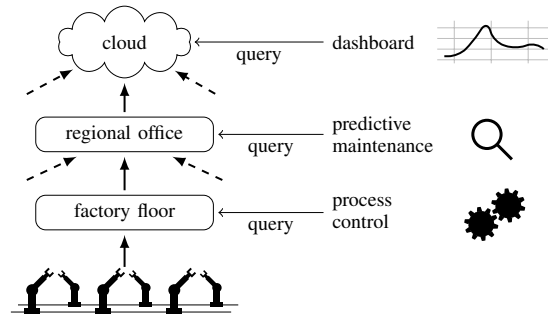 cloud
query
dashboard
regional office
query
predictive
maintenance
factory floor
query
process
control